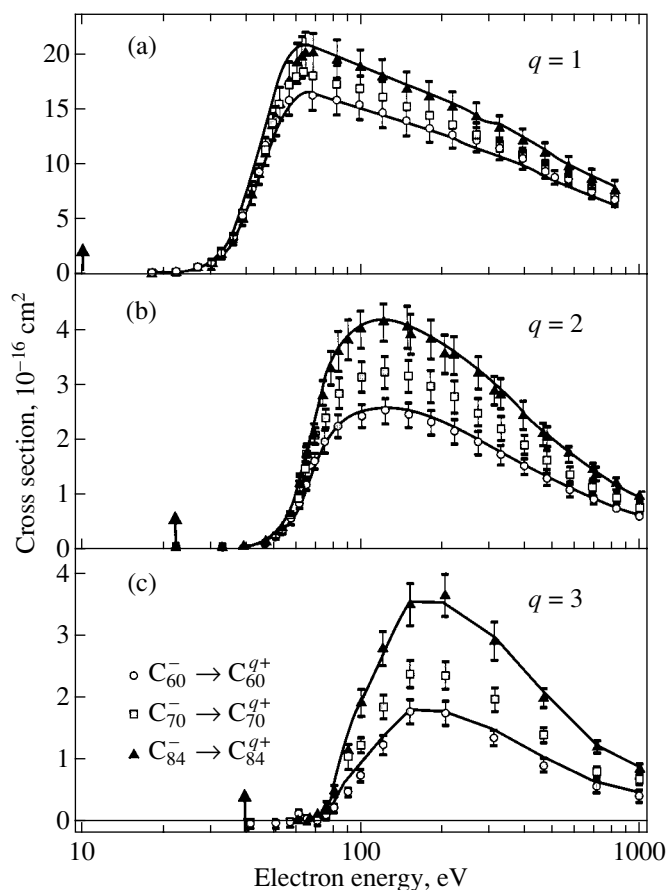 (a)
q = 1
20
15
10
5
0
(b)
q = 2
4
3
2
1
0
Cross section, 10⁻¹⁶ cm²
(c)
q = 3
4
3
2
1
0
C₆₀⁻ → C₆₀^{q+}
C₇₀⁻ → C₇₀^{q+}
C₈₄⁻ → C₈₄^{q+}
10 100 1000
Electron energy, eV